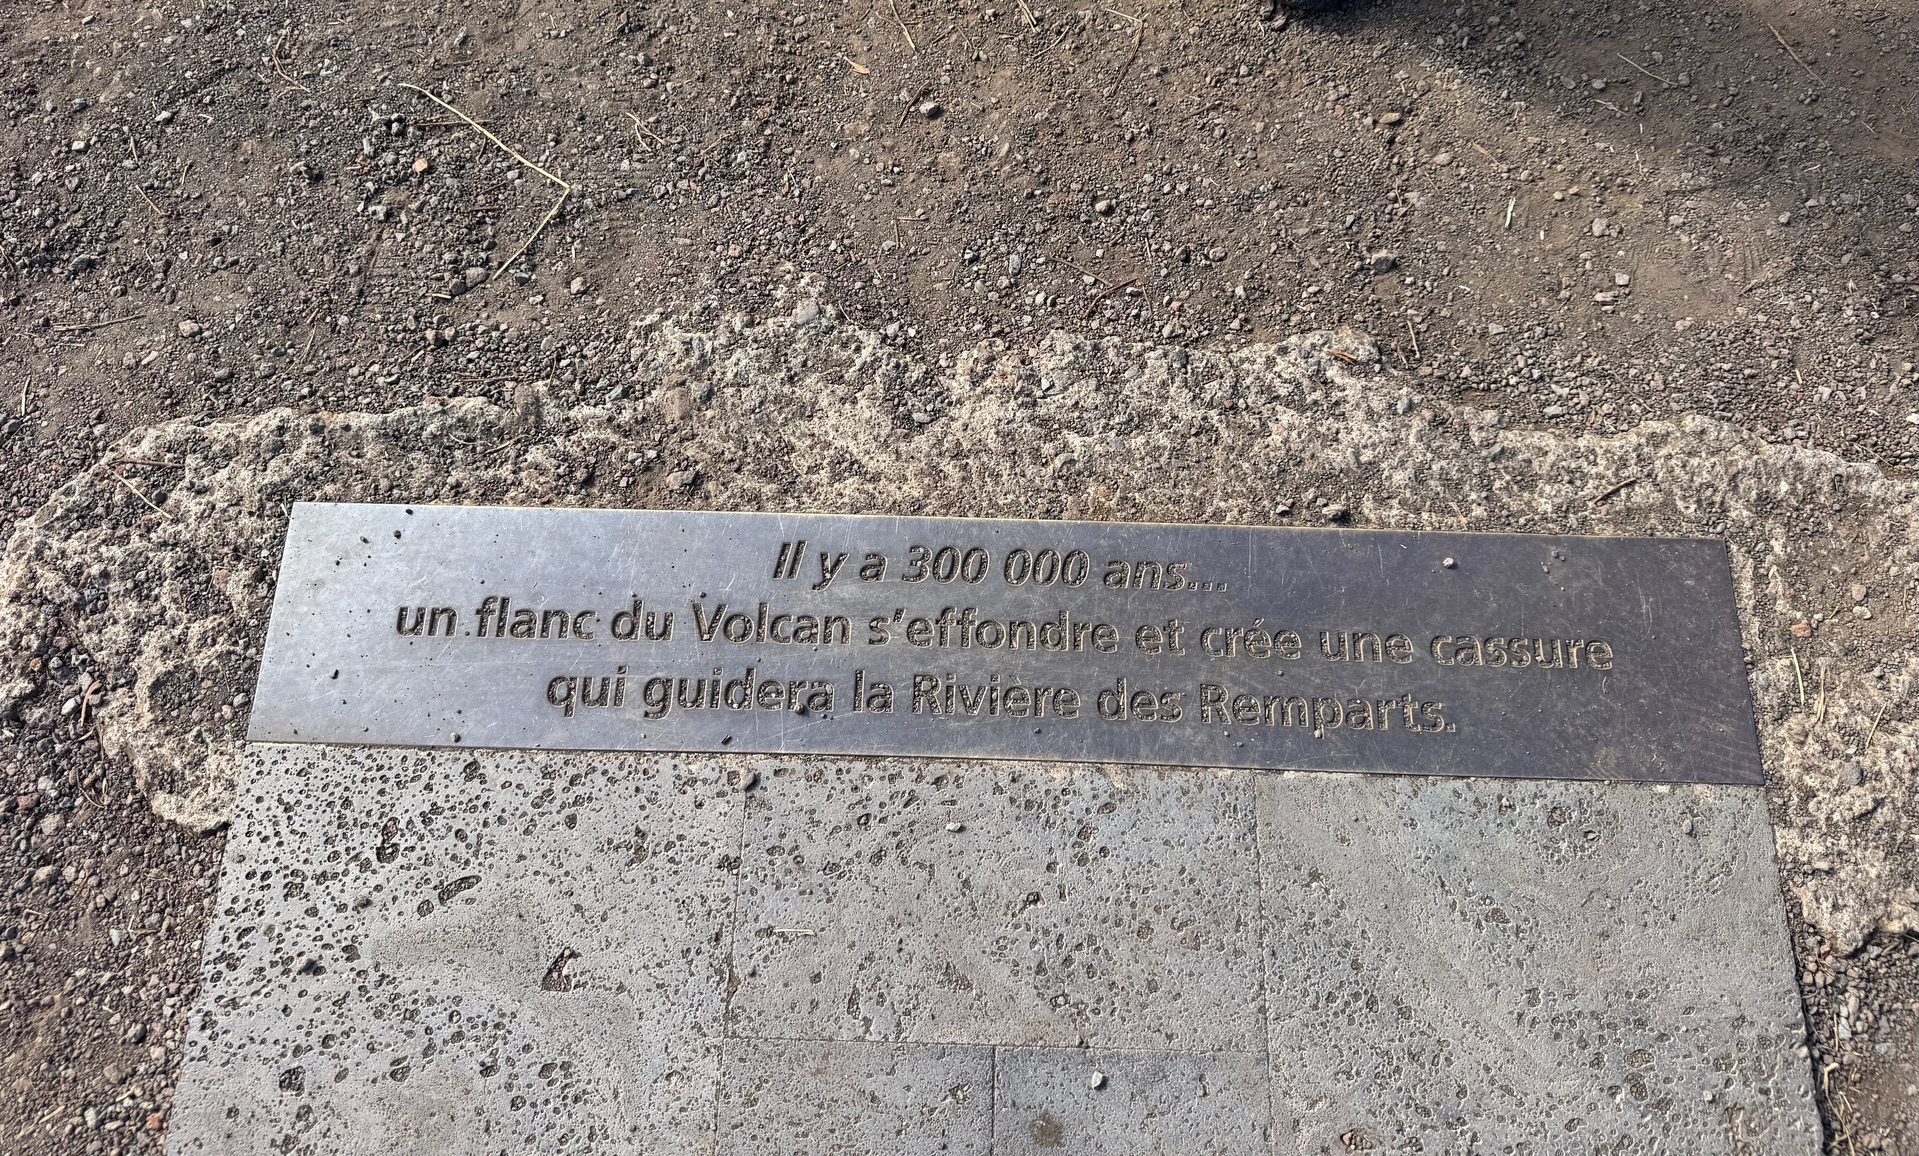 Il y a 300 000 ans...
un flanc du Volcan s'effondre et crée une cassure
qui guidera la Rivière des Remparts.